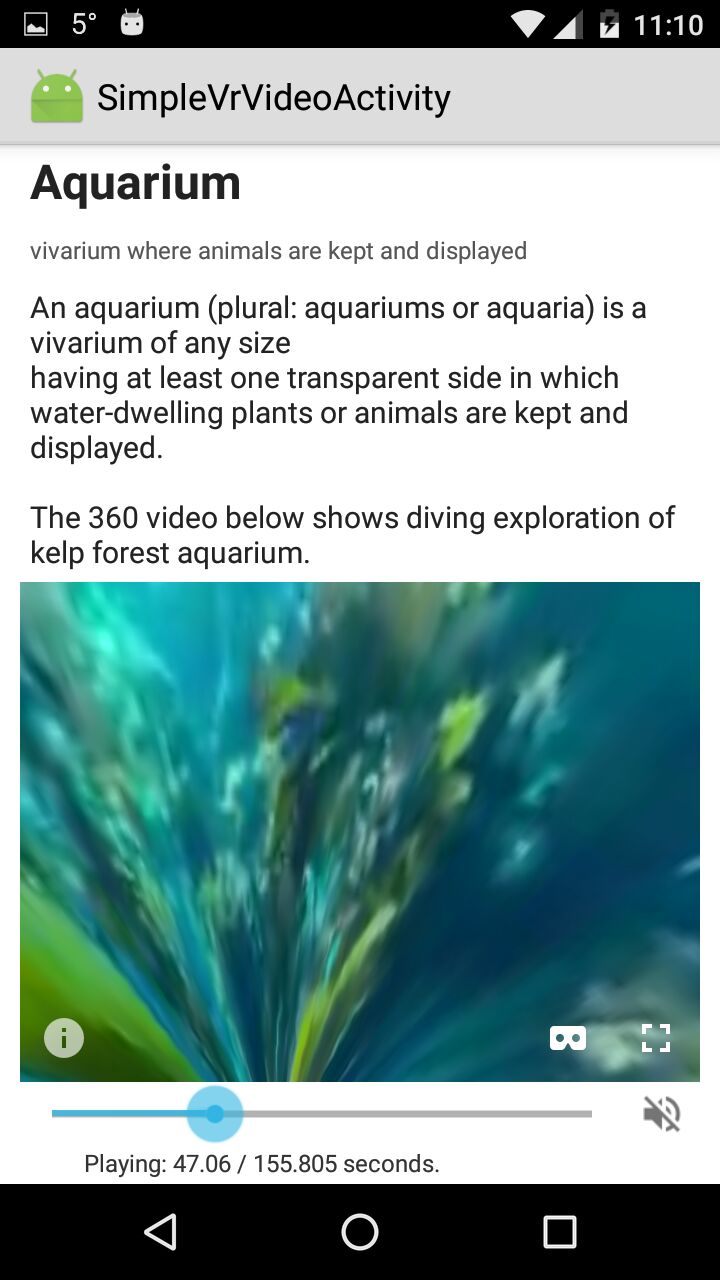 5°
11:10
SimpleVrVideoActivity
Aquarium
vivarium where animals are kept and displayed
An aquarium (plural: aquariums or aquaria) is a
vivarium of any size
having at least one transparent side in which
water-dwelling plants or animals are kept and
displayed.
The 360 video below shows diving exploration of
kelp forest aquarium.
Playing: 47.06 / 155.805 seconds.